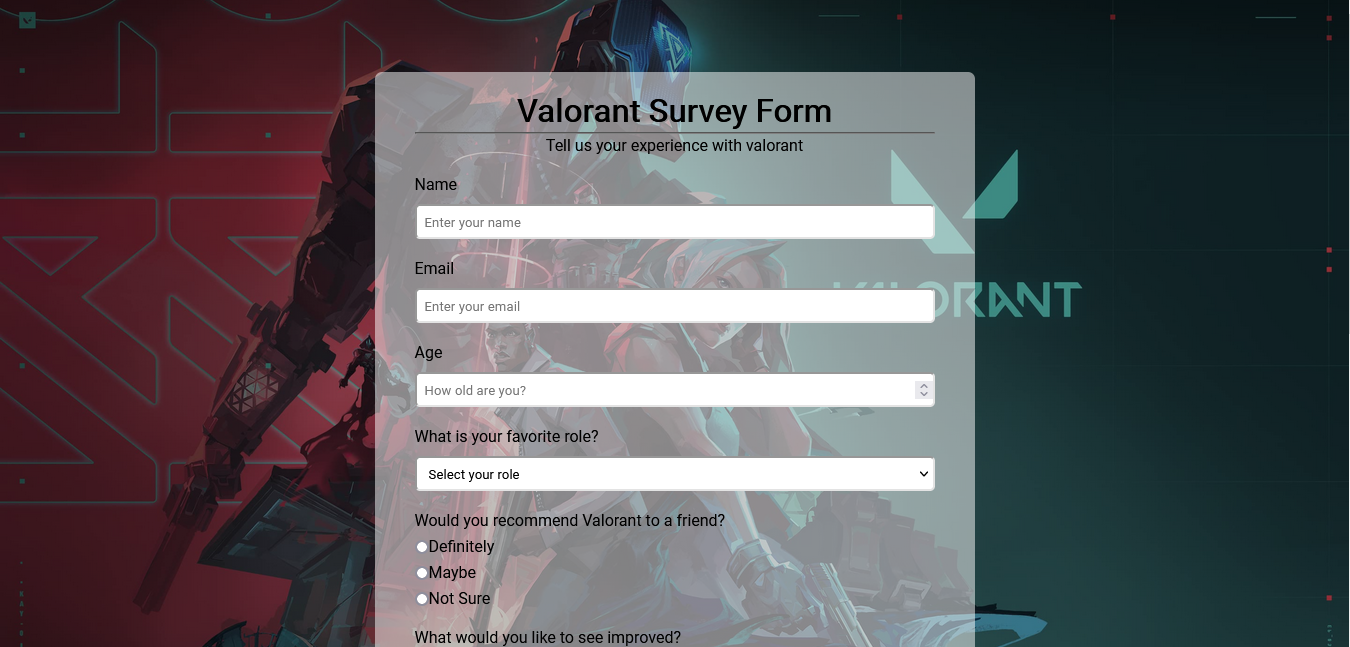 Valorant Survey Form
Tell us your experience with valorant
Name
Enter your name
Email
Enter your email
VALORANT
Age
How old are you?
What is your favorite role?
Select your role
Would you recommend Valorant to a friend?
Definitely
Maybe
Not Sure
What would you like to see improved?